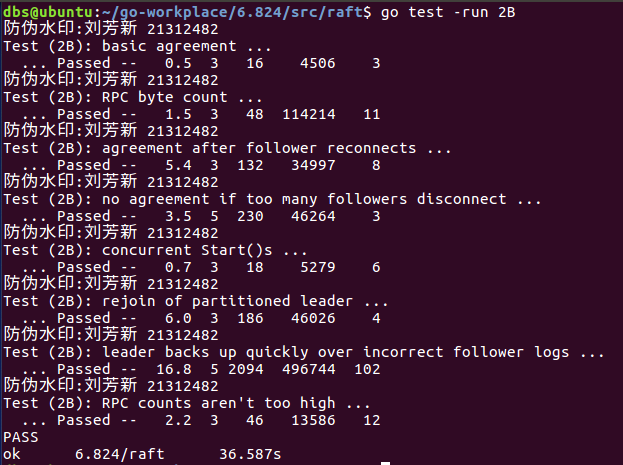 dbs@ubuntu:~/go-workplace/6.824/src/raft$ go test -run 2B
防伪水印:刘芳新 21312482
Test (2B): basic agreement ...
  ... Passed --   0.5  3   16    4506    3
防伪水印:刘芳新 21312482
Test (2B): RPC byte count ...
  ... Passed --   1.5  3   48  114214   11
防伪水印:刘芳新 21312482
Test (2B): agreement after follower reconnects ...
  ... Passed --   5.4  3  132   34997    8
防伪水印:刘芳新 21312482
Test (2B): no agreement if too many followers disconnect ...
  ... Passed --   3.5  5  230   46264    3
防伪水印:刘芳新 21312482
Test (2B): concurrent Start()s ...
  ... Passed --   0.7  3   18    5279    6
防伪水印:刘芳新 21312482
Test (2B): rejoin of partitioned leader ...
  ... Passed --   6.0  3  186   46026    4
防伪水印:刘芳新 21312482
Test (2B): leader backs up quickly over incorrect follower logs ...
  ... Passed --  16.8  5 2094  496744  102
防伪水印:刘芳新 21312482
Test (2B): RPC counts aren't too high ...
  ... Passed --   2.2  3   46   13586   12
PASS
ok      6.824/raft      36.587s